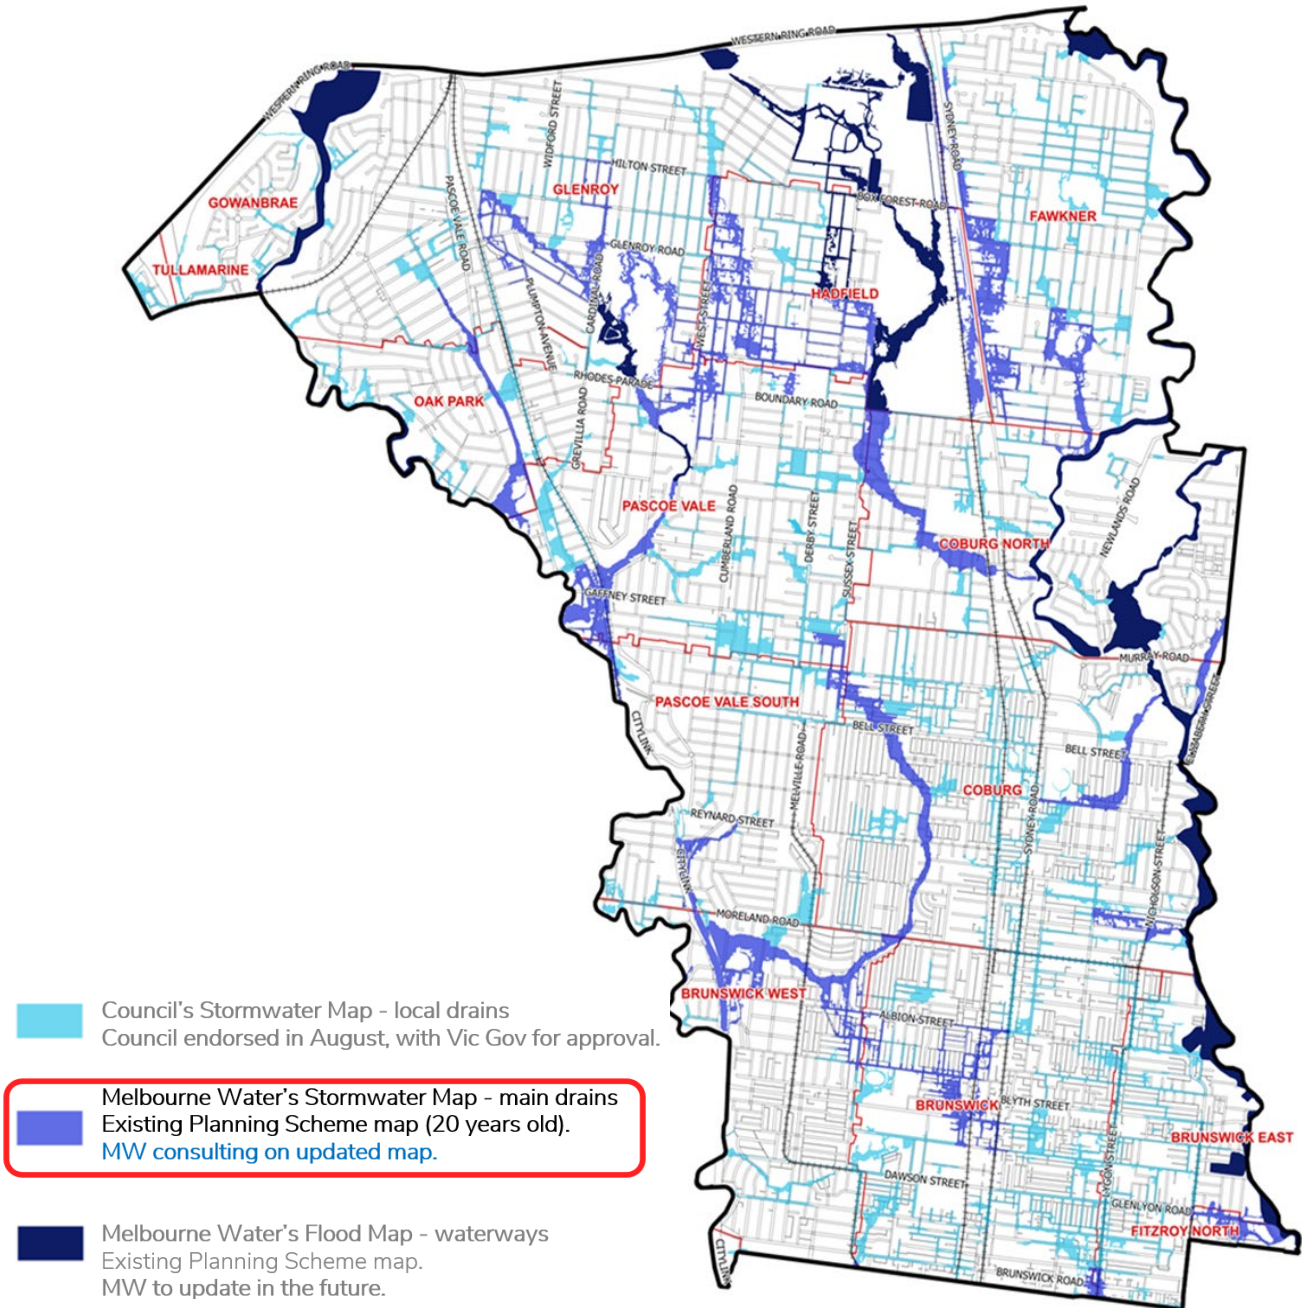 WESTERN RING ROAD
WESTERN RING ROAD
WIDFORD STREET
SYDNEY ROAD
HILTON STREET
GLENROY
PASCOE VALE ROAD
GOWANBRAE
BOX FOREST ROAD
FAWKNER
GLENROY ROAD
TULLAMARINE
CARDINAL ROAD
HADFIELD
PLUMPTON AVENUE
WEST STREET
RHODES PARADE
OAK PARK
BOUNDARY ROAD
GREVILLIA ROAD
PASCOE VALE
CUMBERLAND ROAD
DERBY STREET
SUSSEX STREET
NEWLANDS ROAD
COBURG NORTH
GAFFNEY STREET
MURRAY ROAD
PASCOE VALE SOUTH
ELIZABETH STREET
CITYLINK
BELL STREET
BELL STREET
MELVILLE ROAD
COBURG
SYDNEY ROAD
REYNARD STREET
CITYLINK
NICHOLSON STREET
MORELAND ROAD
BRUNSWICK WEST
ALBION STREET
BRUNSWICK
BLYTH STREET
BRUNSWICK EAST
LYGON STREET
DAWSON STREET
GLENLYON ROAD
FITZROY NORTH
CITYLINK
BRUNSWICK ROAD
Council's Stormwater Map - local drains
Council endorsed in August, with Vic Gov for approval.
Melbourne Water's Stormwater Map - main drains
Existing Planning Scheme map (20 years old).
MW consulting on updated map.
Melbourne Water's Flood Map - waterways
Existing Planning Scheme map.
MW to update in the future.